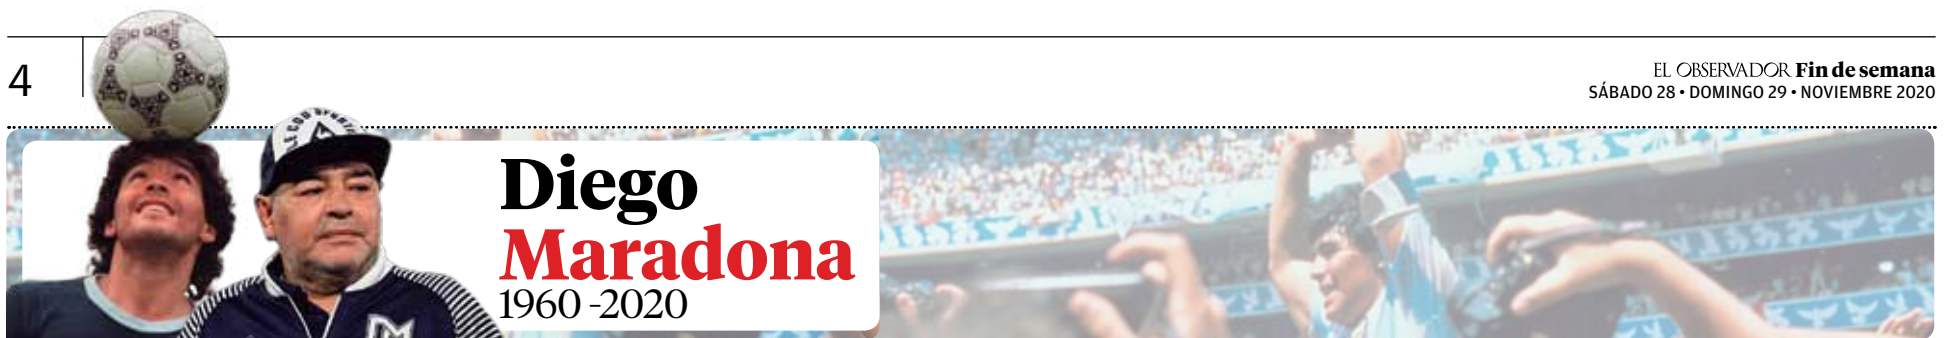 4
EL OBSERVADOR Fin de semana
SÁBADO 28 • DOMINGO 29 • NOVIEMBRE 2020
Diego
Maradona
1960 -2020